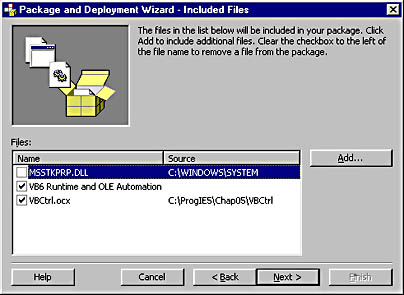 Package and Deployment Wizard - Included Files
The files in the list below will be included in your package. Click
Add to include additional files. Clear the checkbox to the left of
the file name to remove a file from the package.
Files:
Name Source
MSSTKPRP.DLL C:\WINDOWS\SYSTEM
VB6 Runtime and OLE Automation
VBCtrl.ocx C:\ProgIE5\Chap05\VBCtrl
Add...
Help Cancel < Back Next > Finish